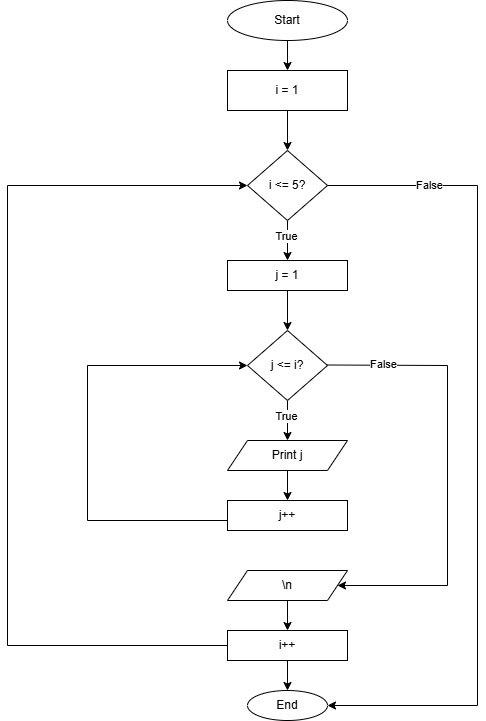 Start
i = 1
i <= 5?
False
True
j = 1
j <= i?
False
True
Print j
j++
\n
i++
End